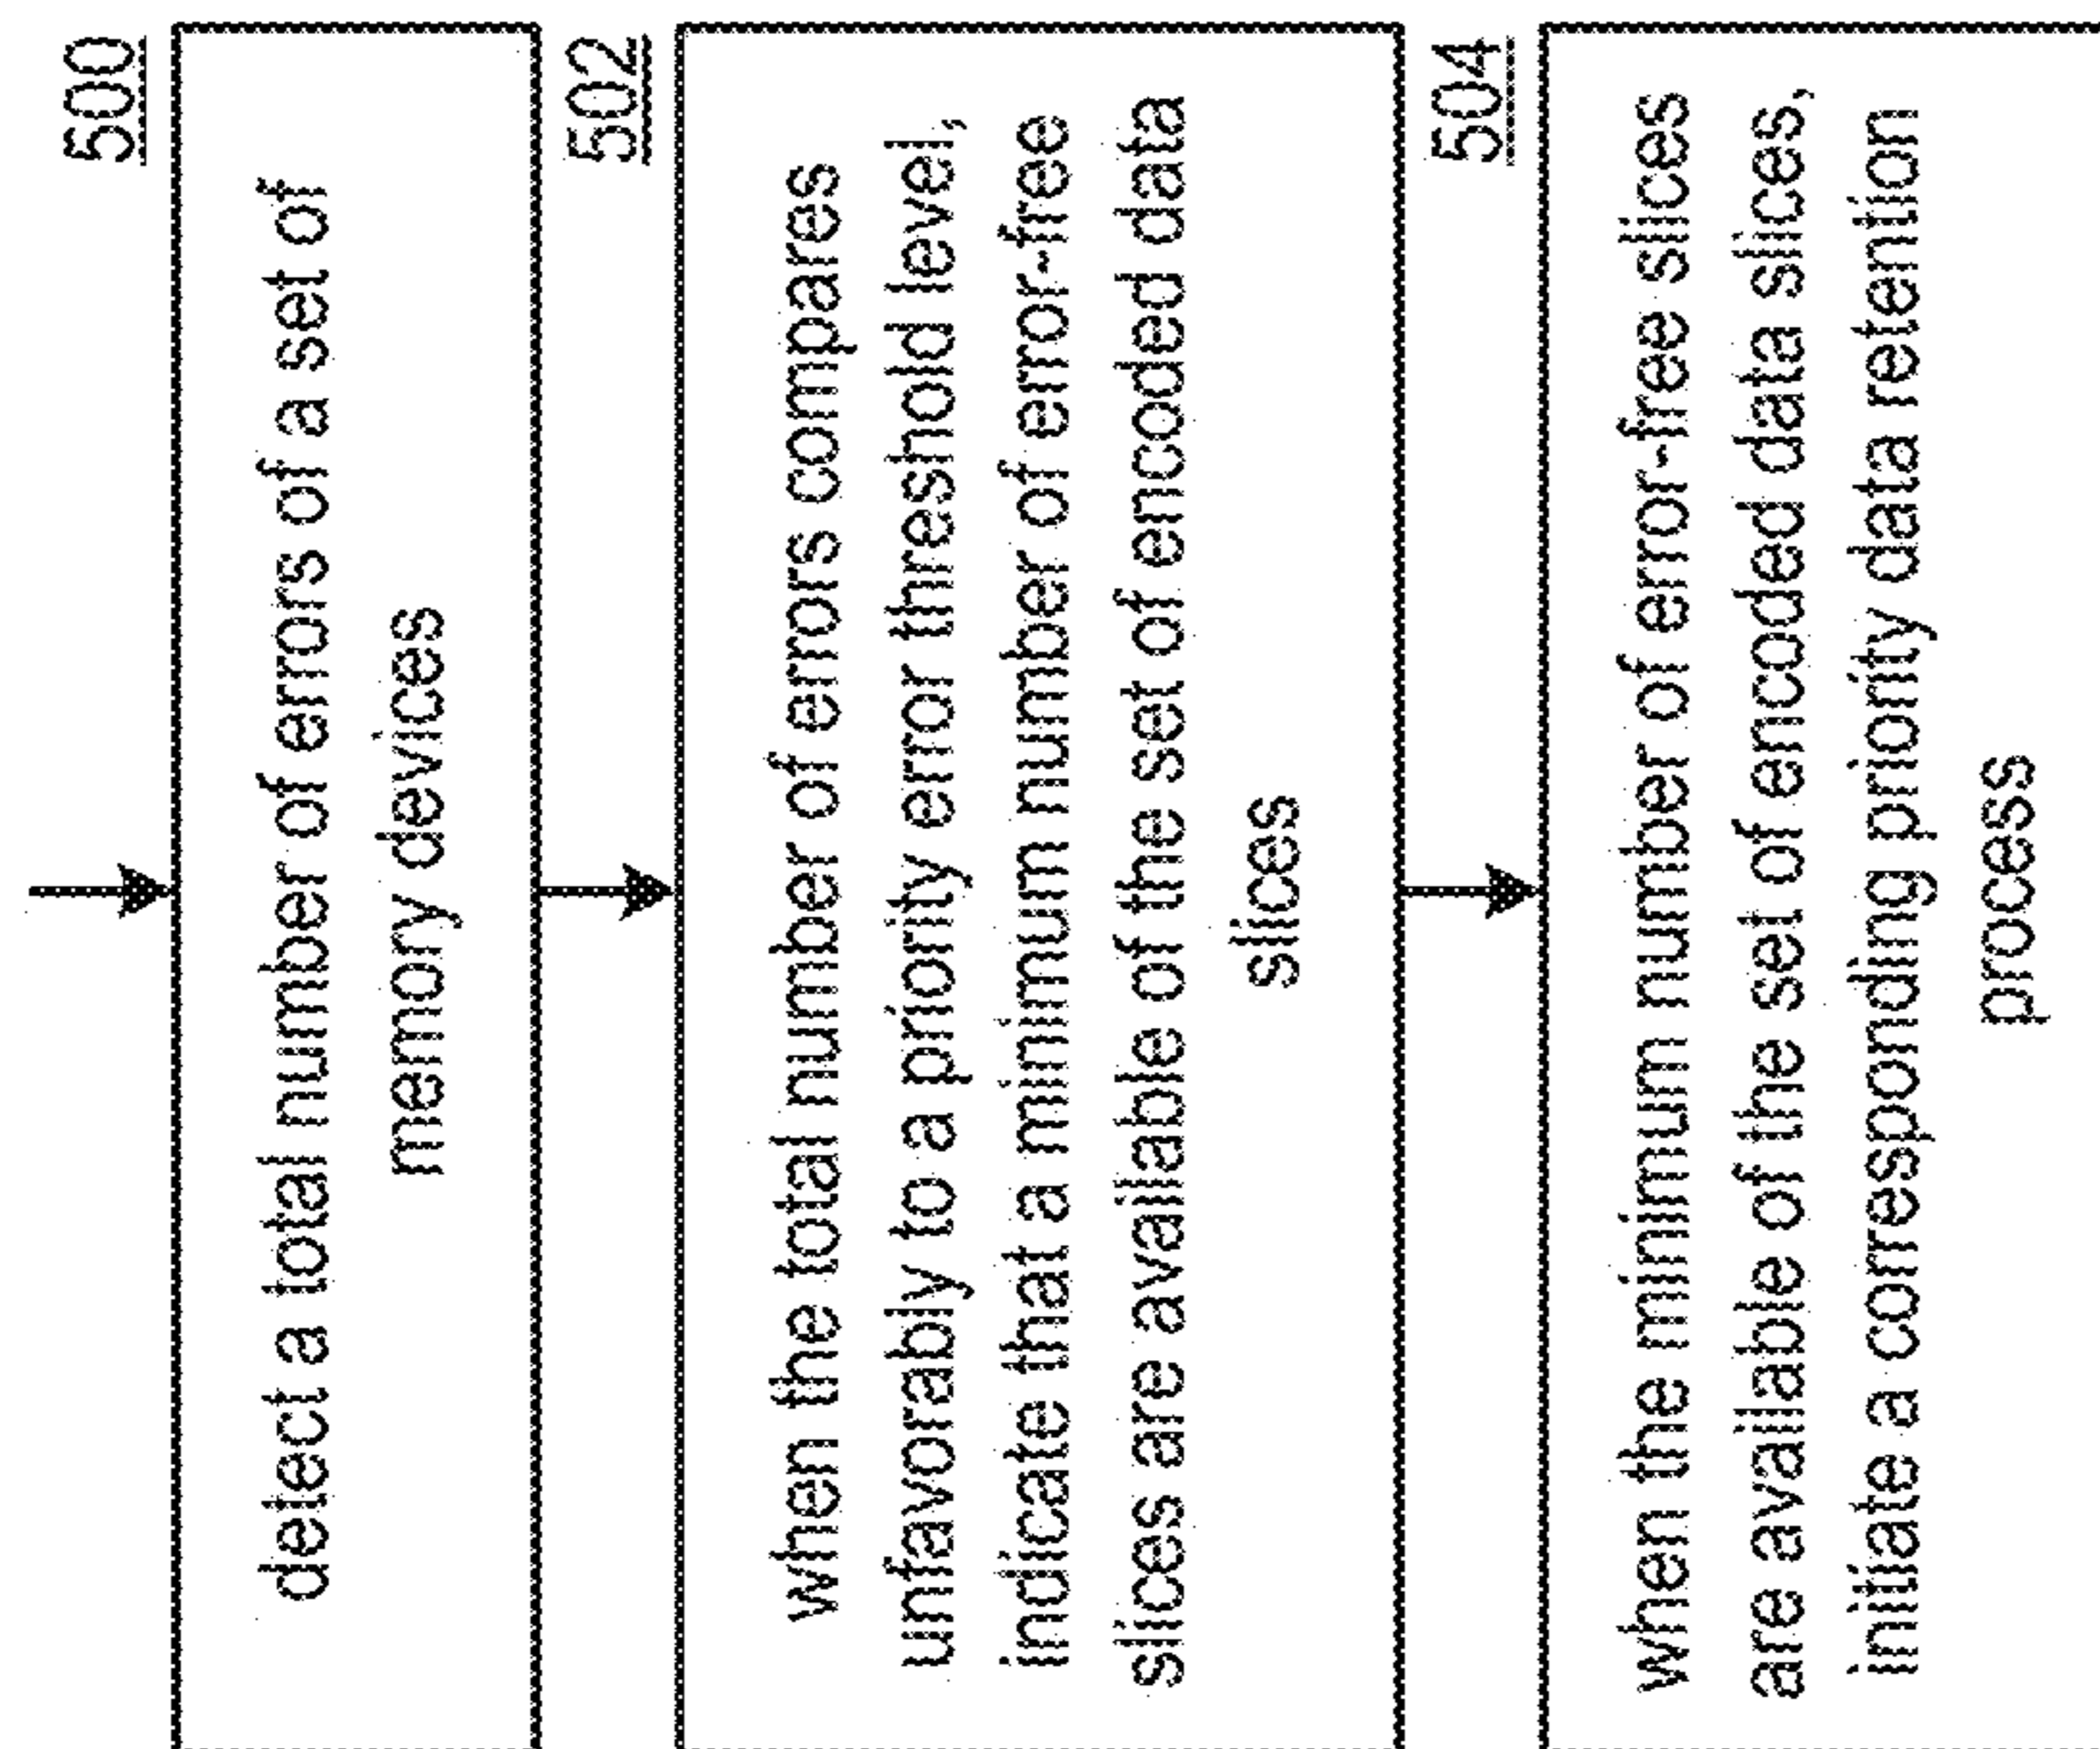 500
detect a total number of errors of a set of
memory devices
502
when the total number of errors compares
unfavorably to a priority error threshold level,
indicate that a minimum number of error-free
slices are available of the set of encoded data
slices
504
when the minimum number of error-free slices
are available of the set of encoded data slices,
initiate a corresponding priority data retention
process